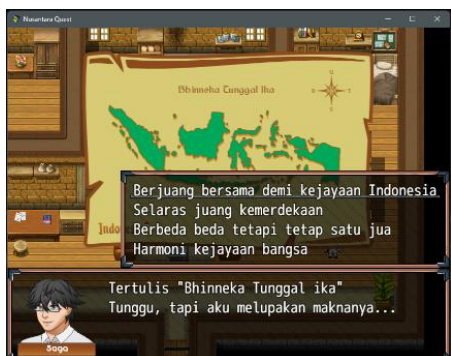 Nusantara Quest
Bhinneka Tunggal Ika
Berjuang bersama demi kejayaan Indonesia
Selaras juang kemerdekaan
Berbeda beda tetapi tetap satu jua
Harmoni kejayaan bangsa
Tertulis "Bhinneka Tunggal ika"
Tunggu, tapi aku melupakan maknanya...
Saga